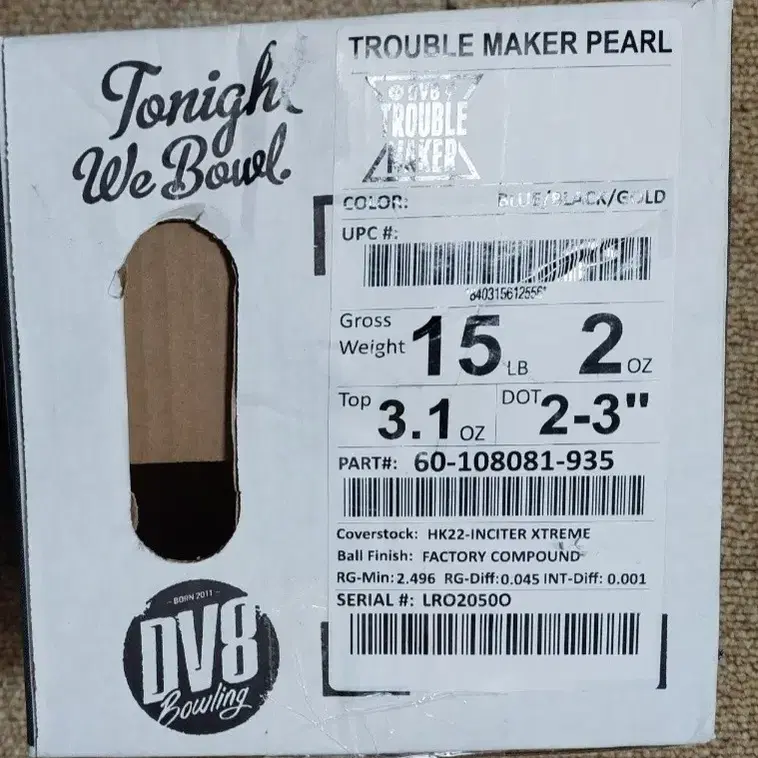 Tonight
We Bowl.
- BORN 2011 -
DV8
Bowling
TROUBLE MAKER PEARL
DV8
TROUBLE
MAKER
COLOR: BLUE/BLACK/GOLD
UPC #:
*840315612556*
Gross
Weight 15 LB 2 OZ
Top 3.1 OZ DOT 2-3"
PART#: 60-108081-935
Coverstock: HK22-INCITER XTREME
Ball Finish: FACTORY COMPOUND
RG-Min: 2.496 RG-Diff: 0.045 INT-Diff: 0.001
SERIAL #: LRO2050O